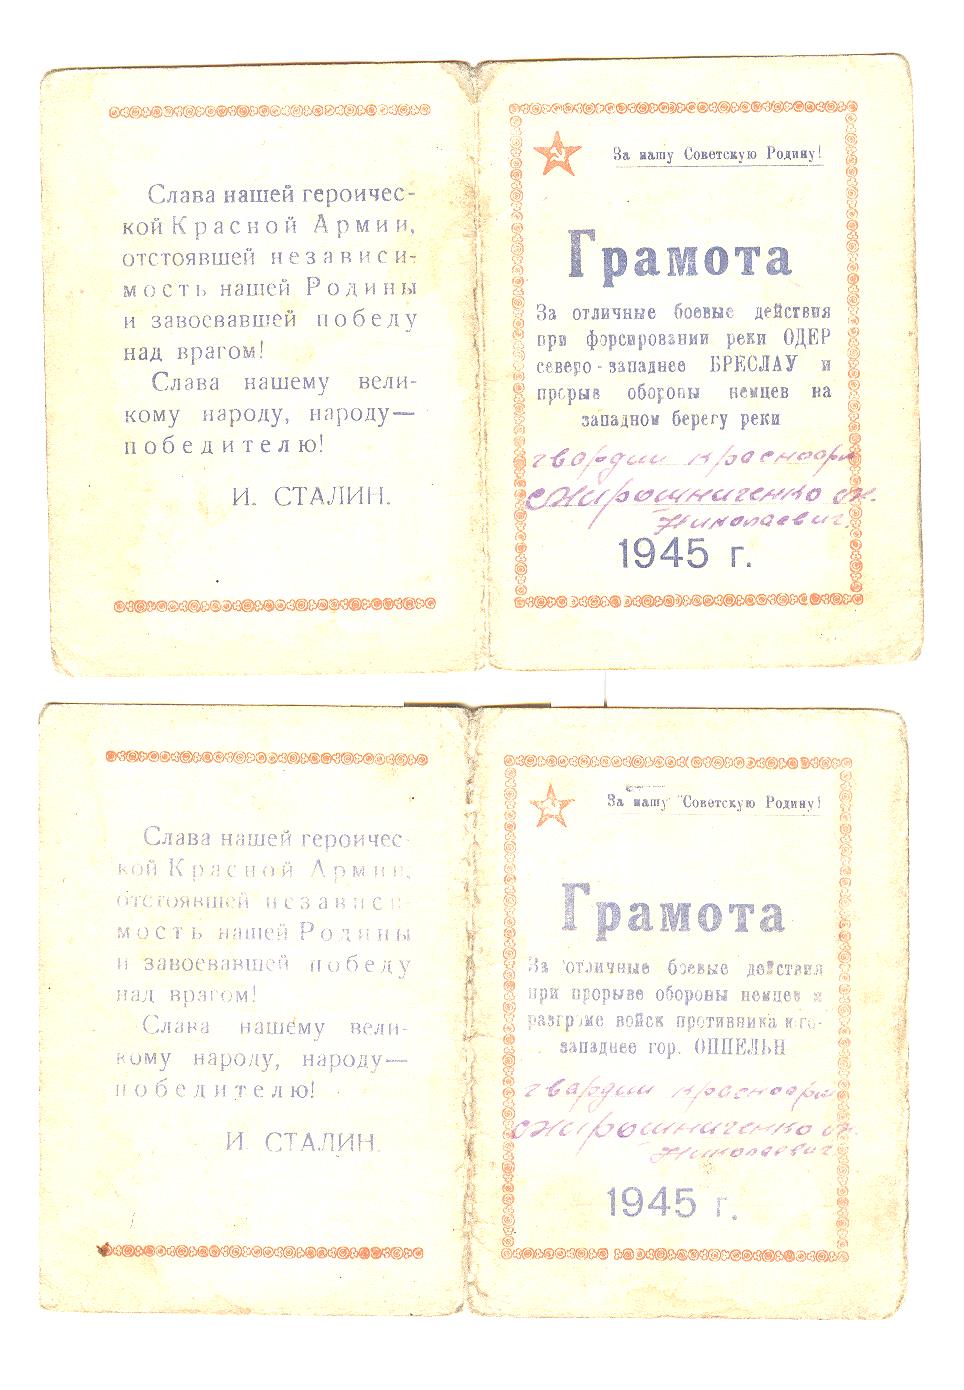 Слава нашей героичес-
кой Красной Армии,
отстоявшей независи-
мость нашей Родины
и завоевавшей победу
над врагом!
Слава нашему вели-
кому народу, народу—
победителю!
И. СТАЛИН.
За нашу Советскую Родину!
Грамота
За отличные боевые действия
при форсировании реки ОДЕР
северо-западнее БРЕСЛАУ и
прорыв обороны немцев на
западном берегу реки
гвардии красноарм
Мирошниченко
Николаевич.
1945 г.
Слава нашей героичес-
кой Красной Армии,
отстоявшей независи-
мость нашей Родины
и завоевавшей победу
над врагом!
Слава нашему вели-
кому народу, народу—
победителю!
И. СТАЛИН.
За нашу Советскую Родину!
Грамота
За отличные боевые действия
при прорыве обороны немцев и
разгроме войск противника юго-
западнее гор. ОППЕЛЬН
гвардии красноарм
Мирошниченко
Николаевич
1945 г.